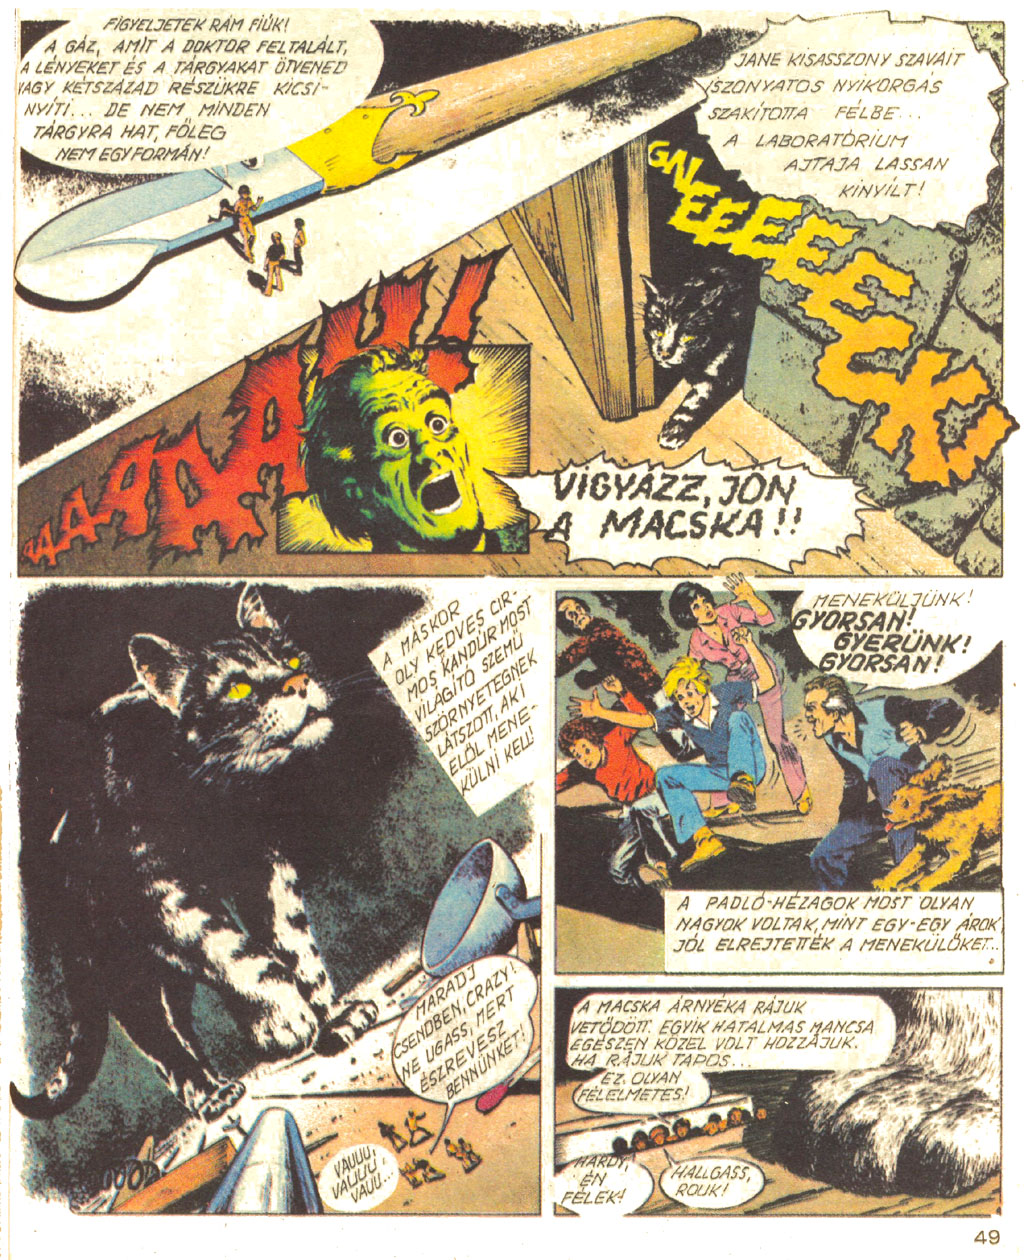 FIGYELJETEK RÁM FIÚK!
A GÁZ, AMIT A DOKTOR FELTALÁLT,
A LÉNYEKET ÉS A TÁRGYAKAT ÖTVENED
VAGY KETSZÁZAD RÉSZÜKRE KICSI-
NYÍTI... DE NEM MINDEN
TÁRGYRA HAT, FŐLEG
NEM EGYFORMÁN!
JANE KISASSZONY SZAVAIT
ISZONYATOS NYIKORGÁS
SZAKÍTOTTA FÉLBE...
A LABORATÓRIUM
AJTAJA LASSAN
KINYÍLT!
GNEEEEEEECK
AAAAAAHH!!
VIGYAZZ, JÖN
A MACSKA!!
A MÁSKOR
OLY KEDVES CIR-
MOS KANDÚR MOST
VILÁGÍTÓ SZEMŰ
SZÖRNYETEGNEK
LÁTSZOTT, AKI
ELŐL MENE-
KÜLNI KELL!
MARADJ
CSENDBEN, CRAZY!
NE UGASS, MERT
ÉSZREVESZ
BENNÜNKET!
VAUUU,
VAUUU
VAUU...
MENEKÜLJÜNK!
GYORSAN!
GYERÜNK!
GYORSAN!
A PADLÓ-HÉZAGOK MOST OLYAN
NAGYOK VOLTAK, MINT EGY-EGY ÁROK,
JÓL ELREJTETTÉK A MENEKÜLŐKET...
A MACSKA ÁRNYÉKA RÁJUK
VETŐDÖTT. EGYIK HATALMAS MANCSA
EGÉSZEN KÖZEL VOLT HOZZÁJUK.
HA RÁJUK TAPOS...
EZ OLYAN
FÉLELMETES!
HARDY,
ÉN
FÉLEK!
HALLGASS,
ROUK!
49